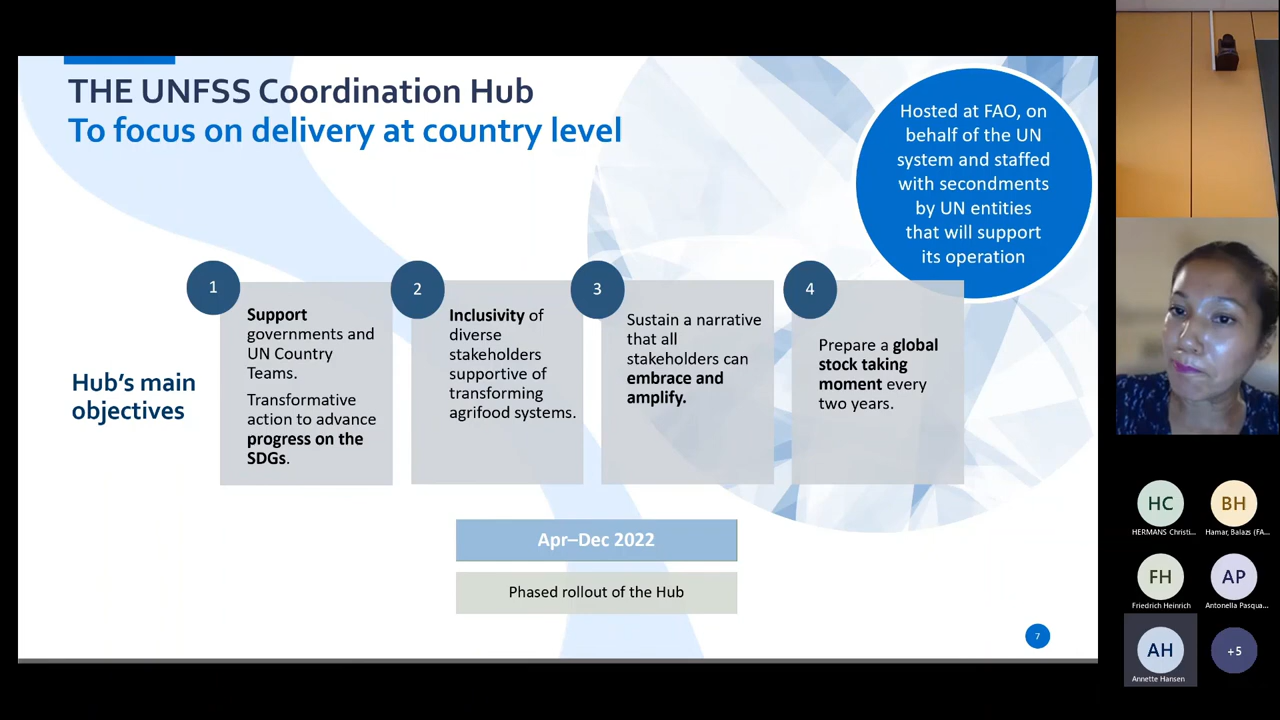 THE UNFSS Coordination Hub
To focus on delivery at country level
Hosted at FAO, on
behalf of the UN
system and staffed
with secondments
by UN entities
that will support
its operation
Hub's main
objectives
1
Support
governments and
UN Country
Teams.
Transformative
action to advance
progress on the
SDGs.
2
Inclusivity of
diverse
stakeholders
supportive of
transforming
agrifood systems.
3
Sustain a narrative
that all
stakeholders can
embrace and
amplify.
4
Prepare a global
stock taking
moment every
two years.
Apr–Dec 2022
Phased rollout of the Hub
7
HC
HERMANS Christi...
BH
Hamar, Balazs (FA...
FH
Friedrich Heinrich
AP
Antonella Pasqua...
AH
Annette Hansen
+5